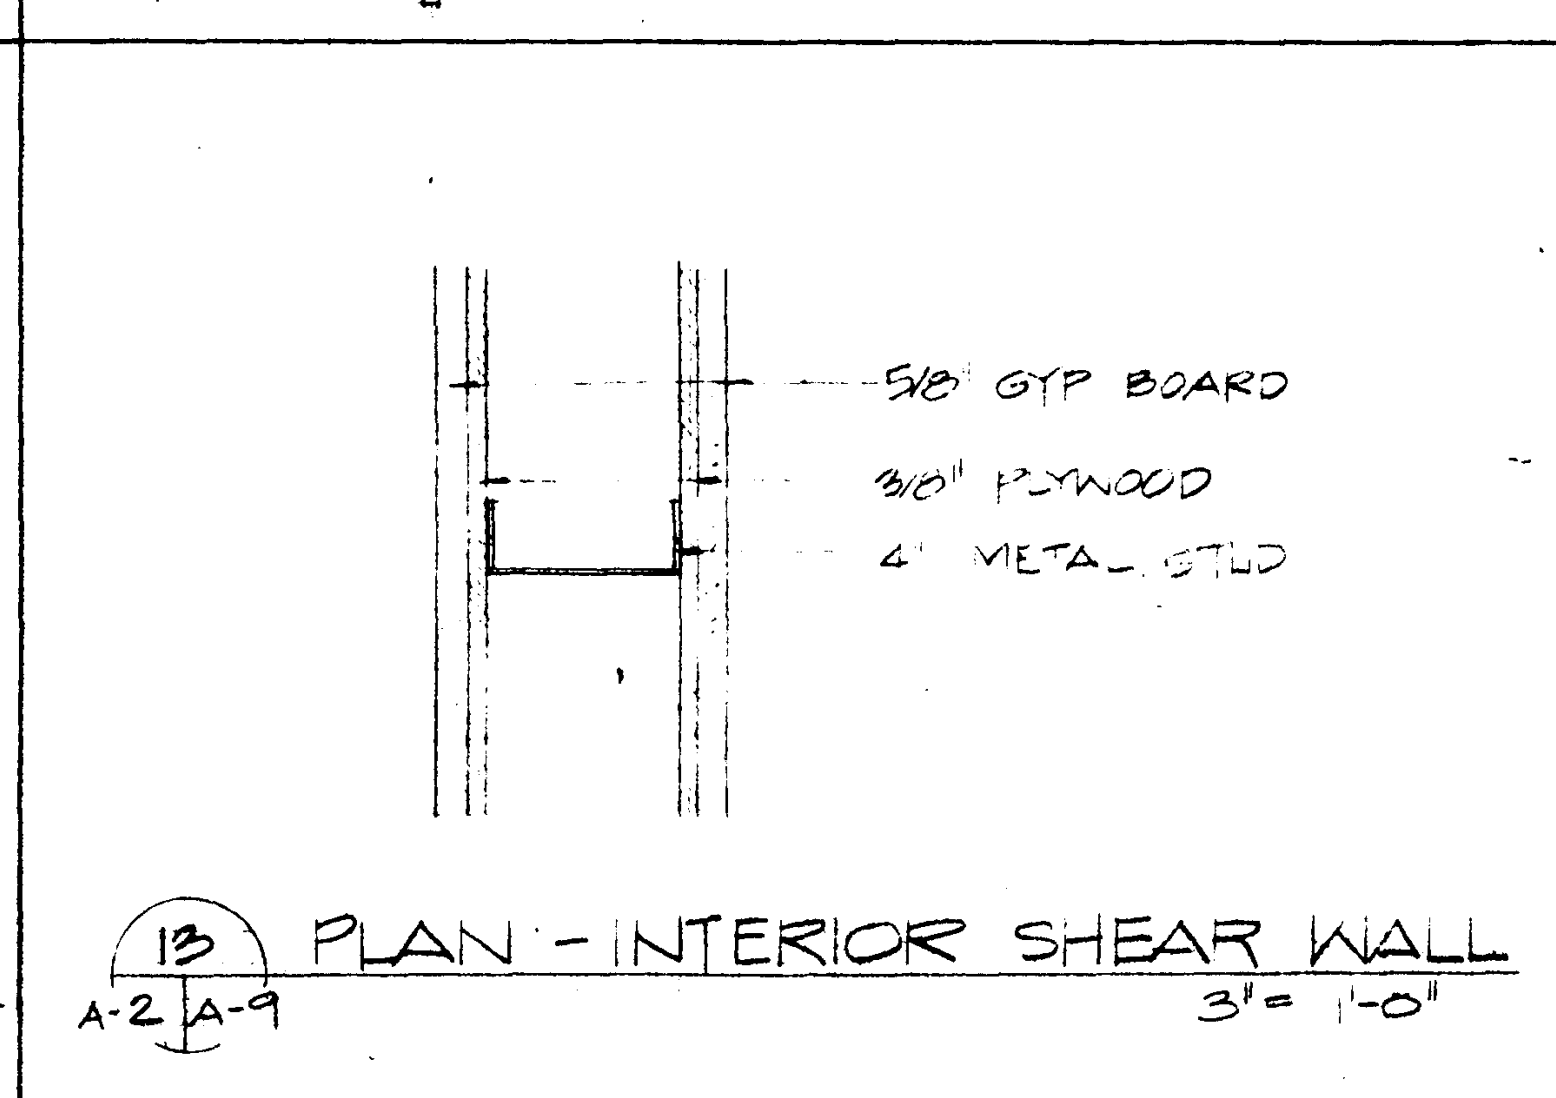 5/8" GYP BOARD
3/8" PLYWOOD
4" METAL STUD
13 PLAN - INTERIOR SHEAR WALL
A-2 A-9 3" = 1'-0"